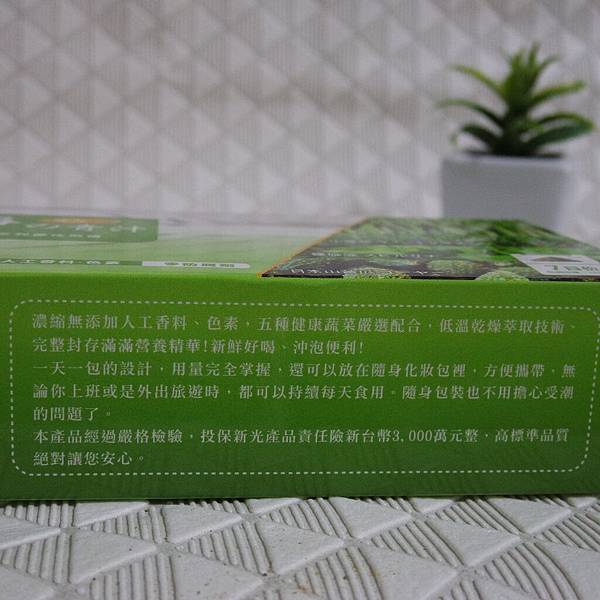 濃縮無添加人工香料、色素，五種健康蔬菜嚴選配合，低溫乾燥萃取技術、
完整封存滿滿營養精華!新鮮好喝、沖泡便利!
一天一包的設計，用量完全掌握，還可以放在隨身化妝包裡，方便攜帶，無
論你上班或是外出旅遊時，都可以持續每天食用。隨身包裝也不用擔心受潮
的問題了。
本產品經過嚴格檢驗，投保新光產品責任險新台幣3,000萬元整，高標準品質
絕對讓您安心。